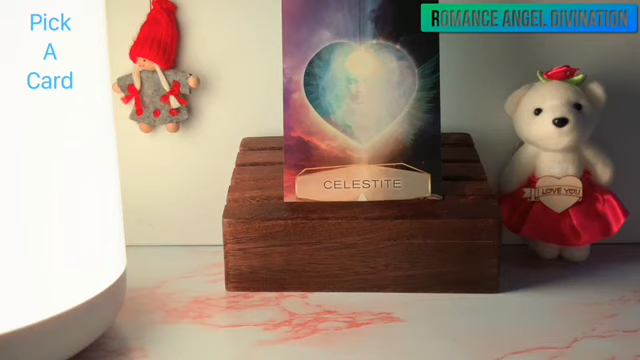 Pick
A
Card
ROMANCE ANGEL DIVINATION
CELESTITE
I LOVE YOU